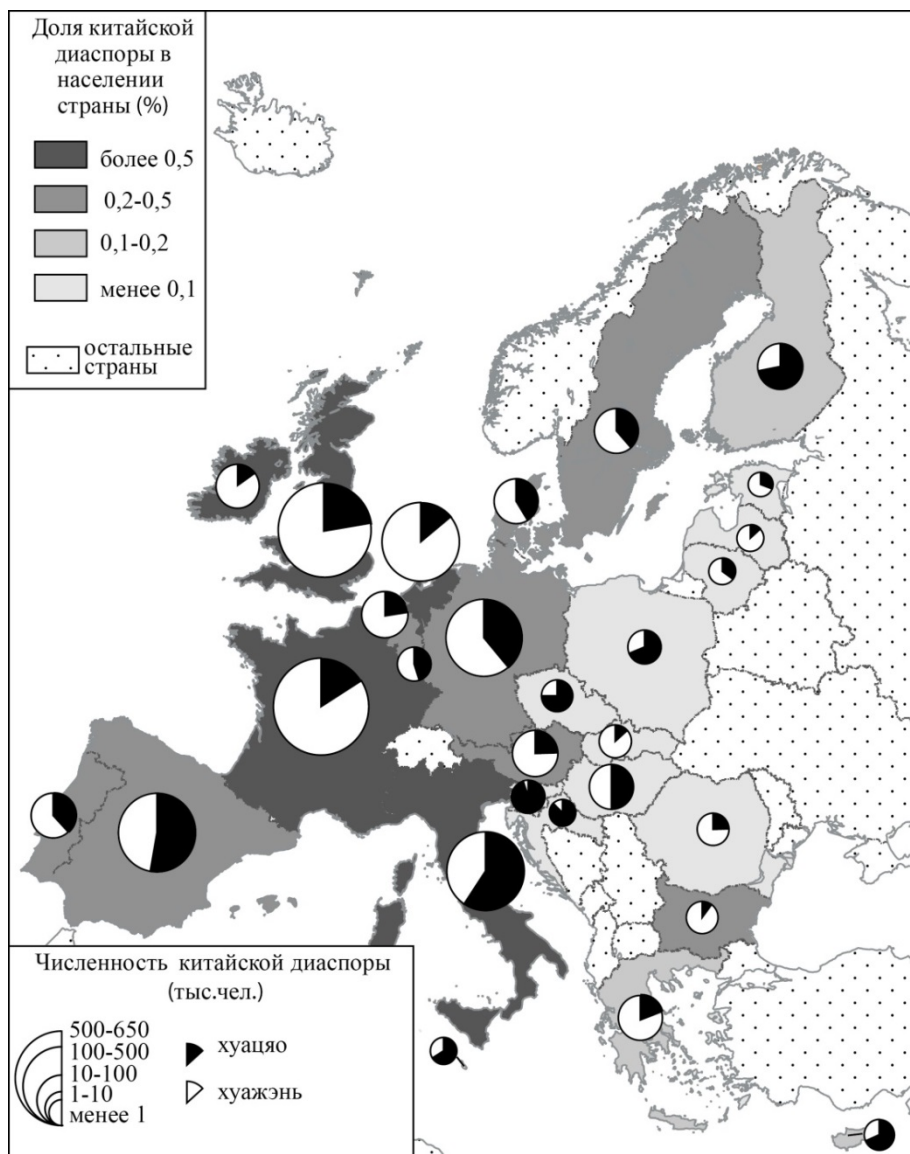 Доля китайской
диаспоры в
населении
страны (%)
более 0,5
0,2-0,5
0,1-0,2
менее 0,1
остальные
страны
Численность китайской диаспоры
(тыс.чел.)
500-650
100-500
10-100
1-10
менее 1
хуацяо
хуажэнь